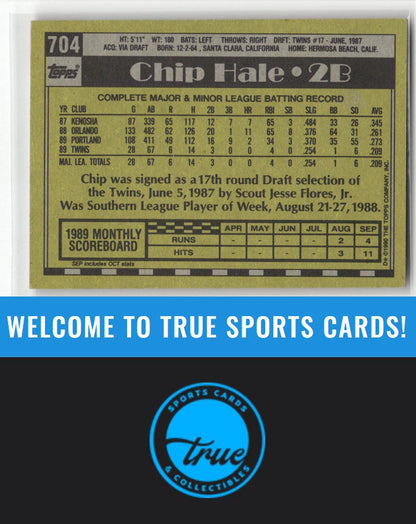 704
HT: 5'11" WT: 180 BATS: LEFT THROWS: RIGHT DRFT: TWINS #17 - JUNE, 1987
ACQ: VIA DRAFT BORN: 12-2-64, SANTA CLARA, CALIFORNIA HOME: HERMOSA BEACH, CALIF.
TOPPS
Chip Hale • 2B
COMPLETE MAJOR & MINOR LEAGUE BATTING RECORD
YR CLUB G AB R H 2B 3B HR RBI SB SLG BB SO AVG
87 KENOSHA 87 339 65 117 12 7 7 65 3 .484 33 26 .345
88 ORLANDO 133 482 62 126 20 1 11 65 8 .376 64 31 .261
89 PORTLAND 108 411 49 112 16 9 2 34 3 .370 35 55 .273
89 TWINS 28 67 6 14 3 0 0 4 0 .254 1 6 .209
MAJ. LEA. TOTALS 28 67 6 14 3 0 0 4 0 .254 1 6 .209
Chip was signed as a 17th round Draft selection of
the Twins, June 5, 1987 by Scout Jesse Flores, Jr.
Was Southern League Player of Week, August 21-27, 1988.
1989 MONTHLY
SCOREBOARD
SEP includes OCT stats
APR MAY JUN JUL AUG SEP
RUNS - - - - 2 4
HITS - - - - 3 11
D* © 1990 THE TOPPS COMPANY, INC.
WELCOME TO TRUE SPORTS CARDS!
SPORTS CARDS
true
& COLLECTIBLES